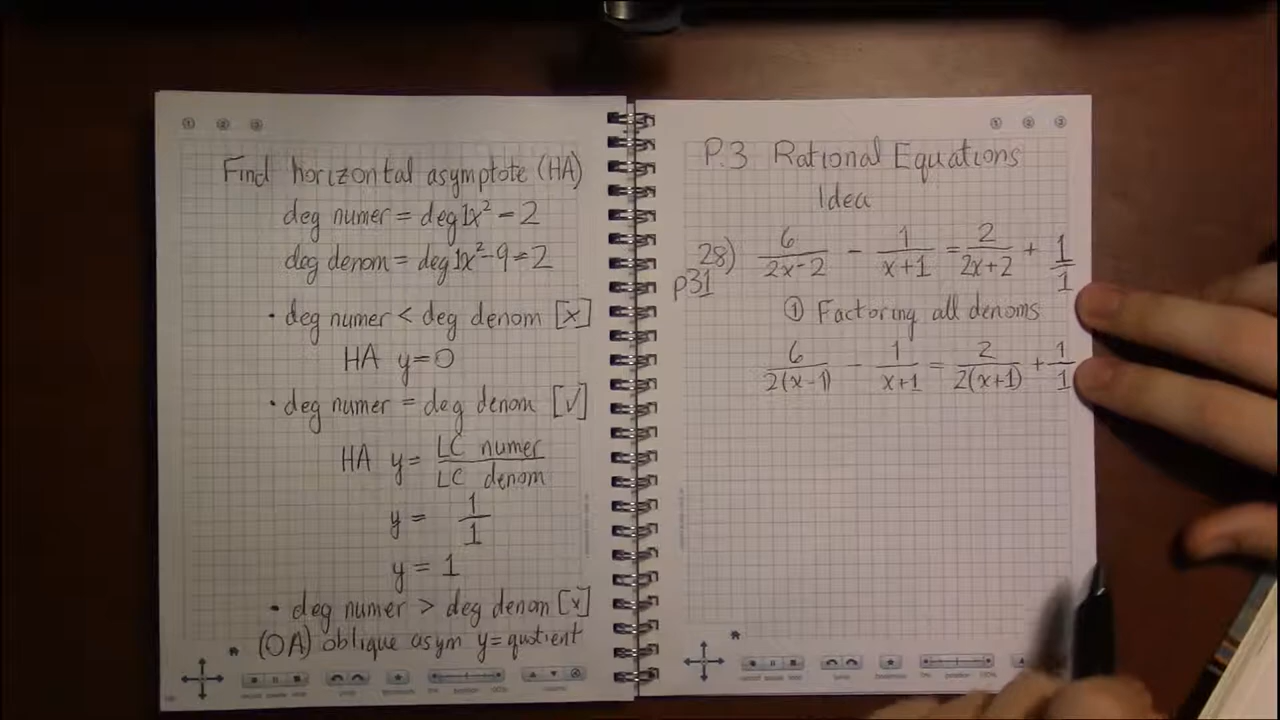 Find horizontal asymptote (HA)
deg numer = deg 1x² = 2
deg denom = deg 1x²-9 = 2
• deg numer < deg denom [x]
HA y=0
• deg numer = deg denom [√]
HA y = LC numer / LC denom
y = 1/1
y = 1
• deg numer > deg denom [x]
* (OA) oblique asym y=quotient
P.3 Rational Equations
Idea
28) 6/(2x-2) - 1/(x+1) = 2/(2x+2) + 1/1
p31
① Factoring all denoms
6/(2(x-1)) - 1/(x+1) = 2/(2(x+1)) + 1/1